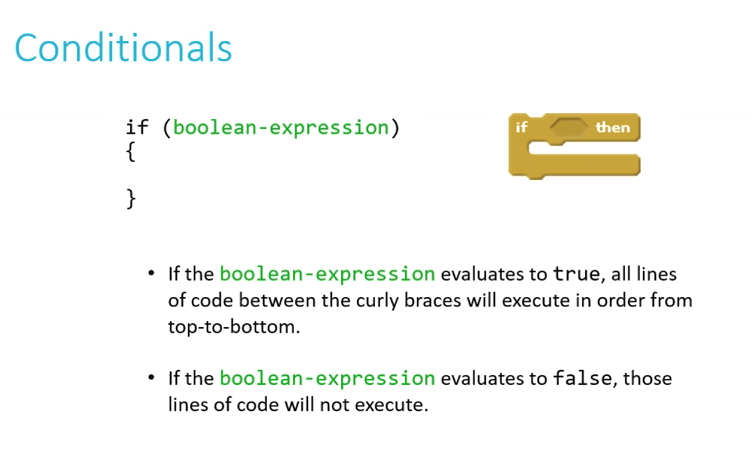 Conditionals
if (boolean-expression)
{
}
if then
• If the boolean-expression evaluates to true, all lines
of code between the curly braces will execute in order from
top-to-bottom.
• If the boolean-expression evaluates to false, those
lines of code will not execute.